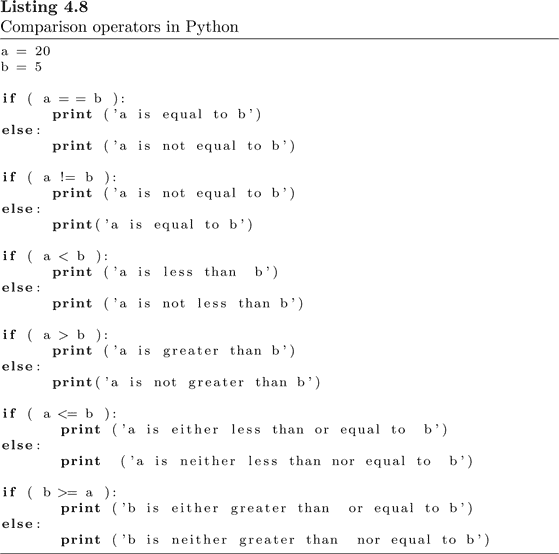 Listing 4.8
Comparison operators in Python
a = 20
b = 5
if ( a = = b ):
print ('a is equal to b')
else:
print ('a is not equal to b')
if ( a != b ):
print ('a is not equal to b')
else:
print('a is equal to b')
if ( a < b ):
print ('a is less than  b')
else:
print ('a is not less than b')
if ( a > b ):
print ('a is greater than b')
else:
print('a is not greater than b')
if ( a <= b ):
print ('a is either less than or equal to  b')
else:
print  ('a is neither less than nor equal to  b')
if ( b >= a ):
print ('b is either greater than  or equal to b')
else:
print ('b is neither greater than  nor equal to b')